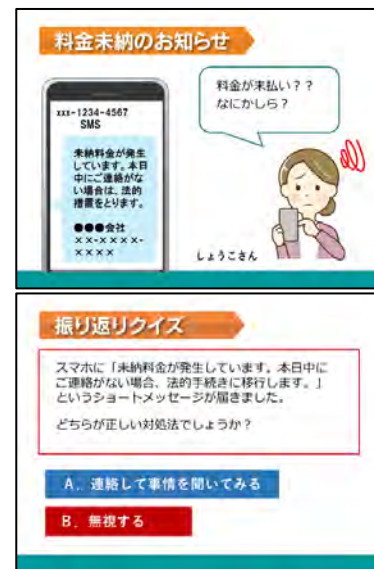 料金未納のお知らせ
xxx-1234-4567
SMS
未納料金が発生
しています。本日
中にご連絡がな
い場合は、法的
措置をとります。
●●●会社
××-××××-
××××
料金が未払い？？
なにかしら？
しょうこさん
振り返りクイズ
スマホに「未納料金が発生しています。本日中に
ご連絡がない場合、法的手続きに移行します。」
というショートメッセージが届きました。
どちらが正しい対処法でしょうか？
A．連絡して事情を聞いてみる
B．無視する